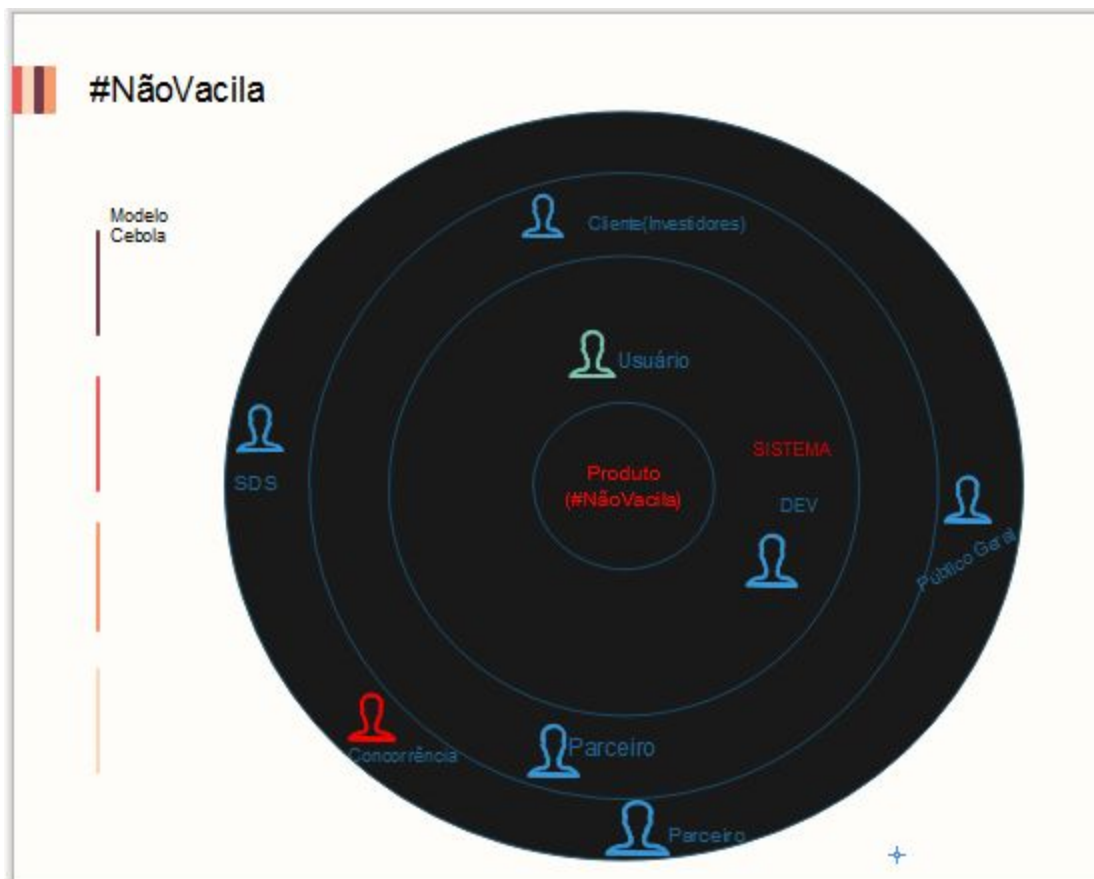 #NãoVacila
Modelo
Cebola
Cliente(Investidores)
Usuário
SISTEMA
Produto
(#NãoVacila)
SDS
DEV
Público Geral
Concorrência
Parceiro
Parceiro